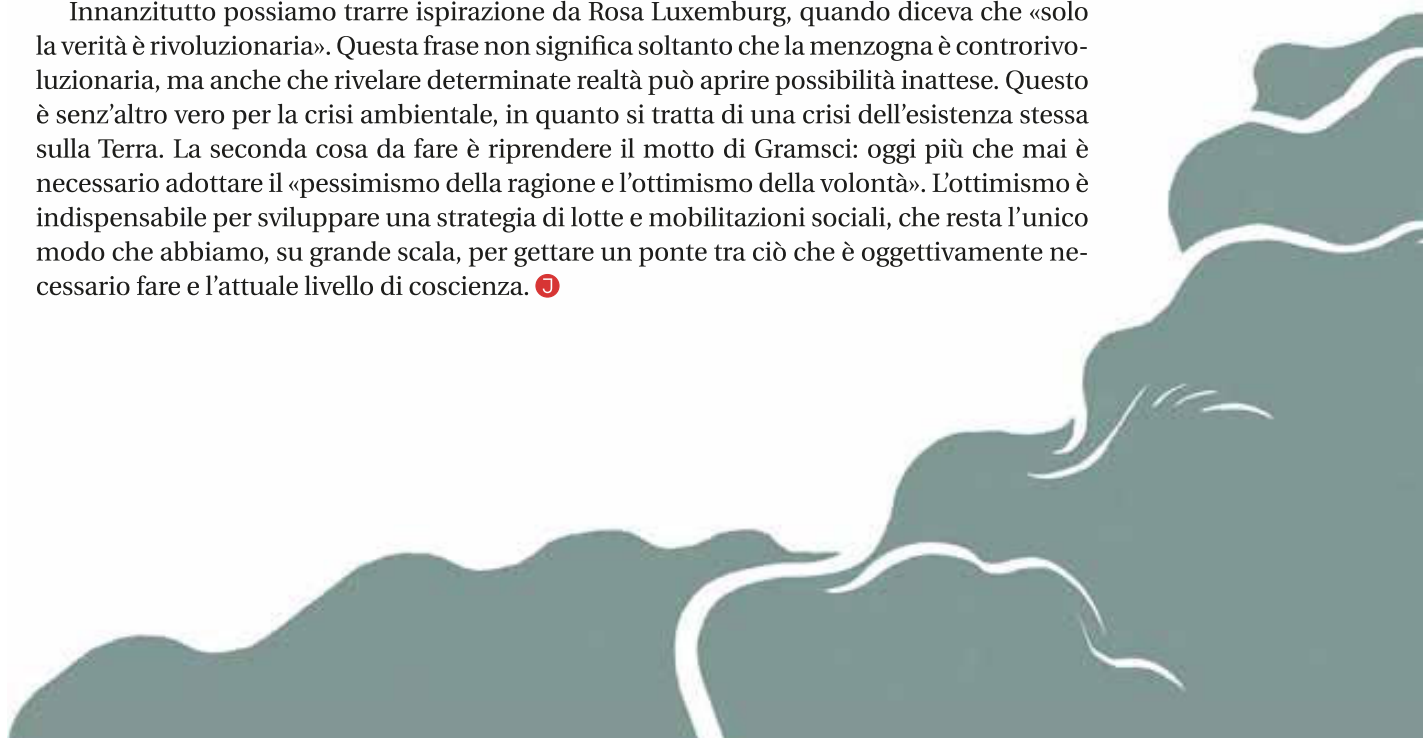 Innanzitutto possiamo trarre ispirazione da Rosa Luxemburg, quando diceva che «solo
la verità è rivoluzionaria». Questa frase non significa soltanto che la menzogna è controrivo-
luzionaria, ma anche che rivelare determinate realtà può aprire possibilità inattese. Questo
è senz’altro vero per la crisi ambientale, in quanto si tratta di una crisi dell’esistenza stessa
sulla Terra. La seconda cosa da fare è riprendere il motto di Gramsci: oggi più che mai è
necessario adottare il «pessimismo della ragione e l’ottimismo della volontà». L’ottimismo è
indispensabile per sviluppare una strategia di lotte e mobilitazioni sociali, che resta l’unico
modo che abbiamo, su grande scala, per gettare un ponte tra ciò che è oggettivamente ne-
cessario fare e l’attuale livello di coscienza. J